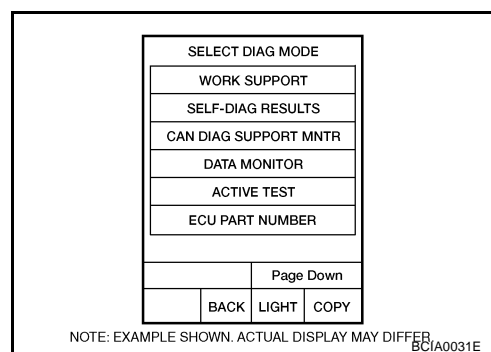 SELECT DIAG MODE
WORK SUPPORT
SELF-DIAG RESULTS
CAN DIAG SUPPORT MNTR
DATA MONITOR
ACTIVE TEST
ECU PART NUMBER
Page Down
BACK LIGHT COPY
NOTE: EXAMPLE SHOWN. ACTUAL DISPLAY MAY DIFFER.
BCIA0031E